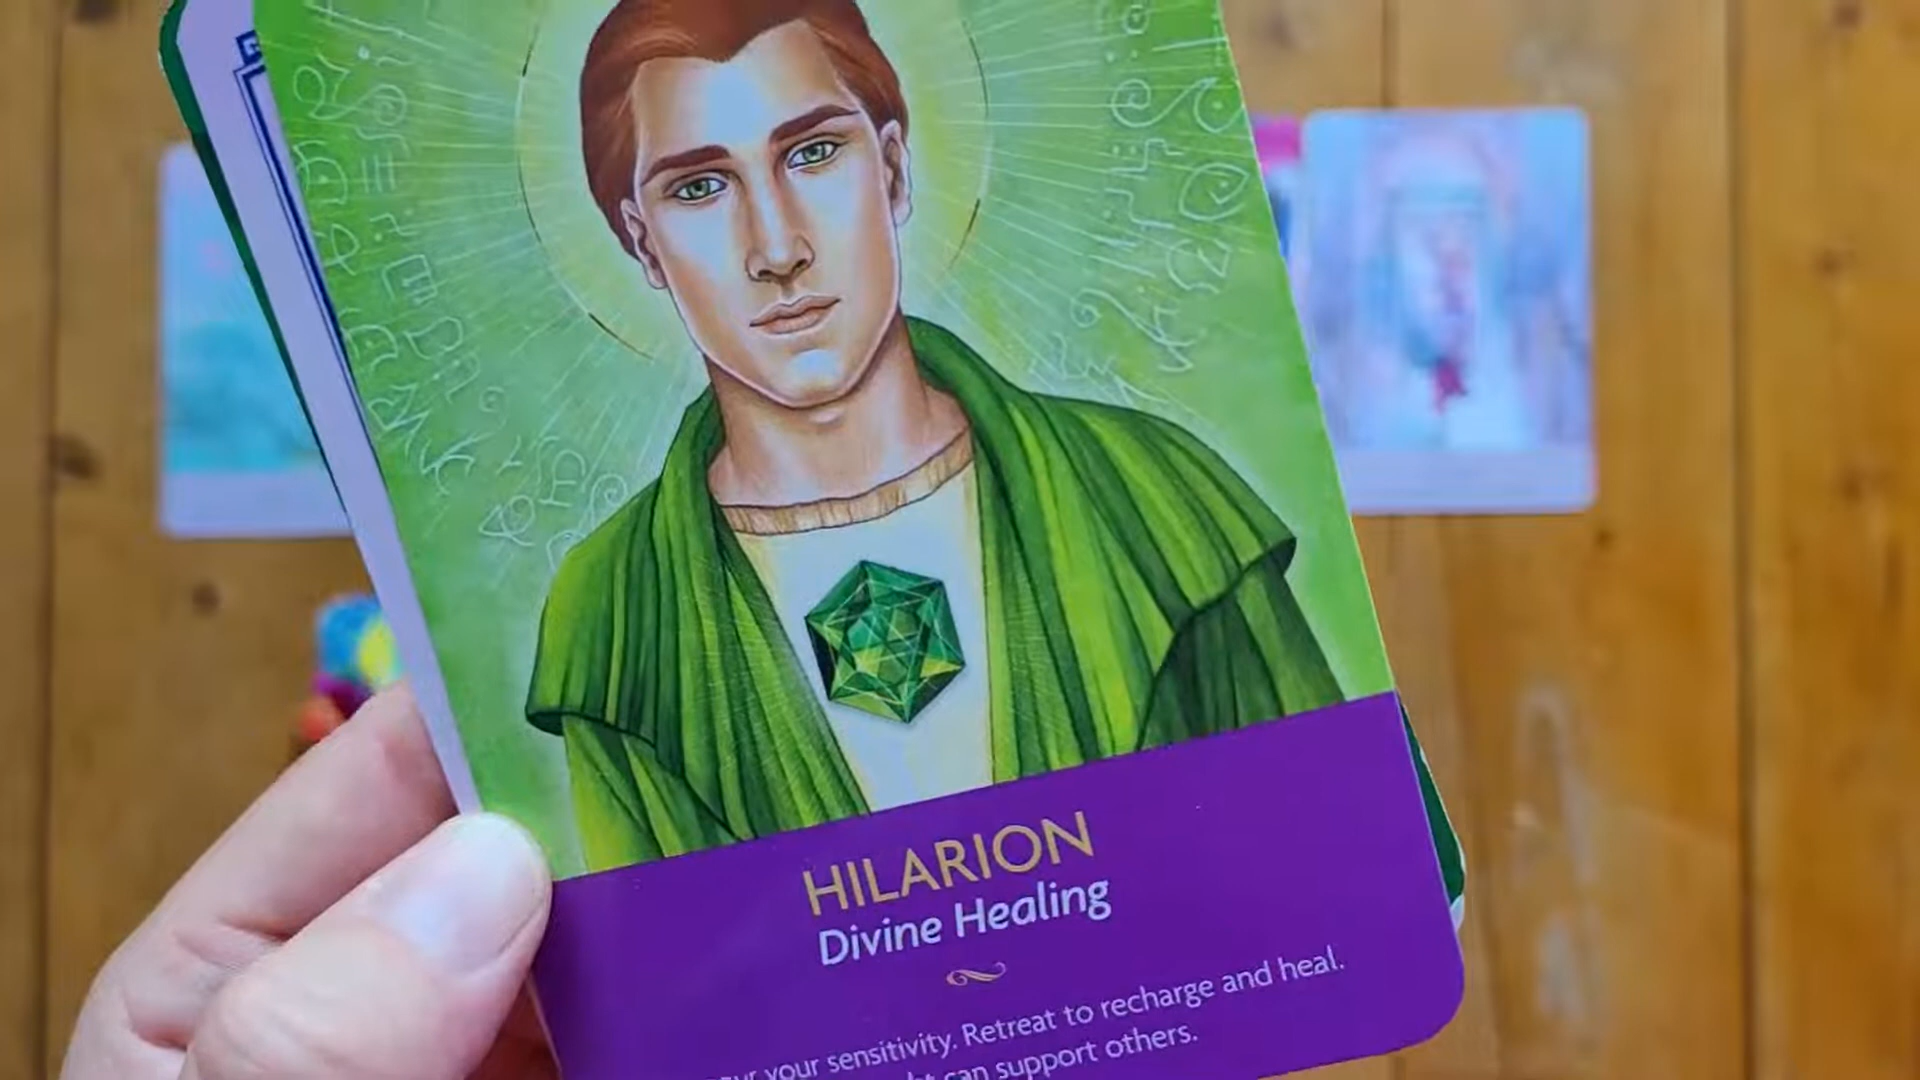 HILARION
Divine Healing
your sensitivity. Retreat to recharge and heal.
can support others.